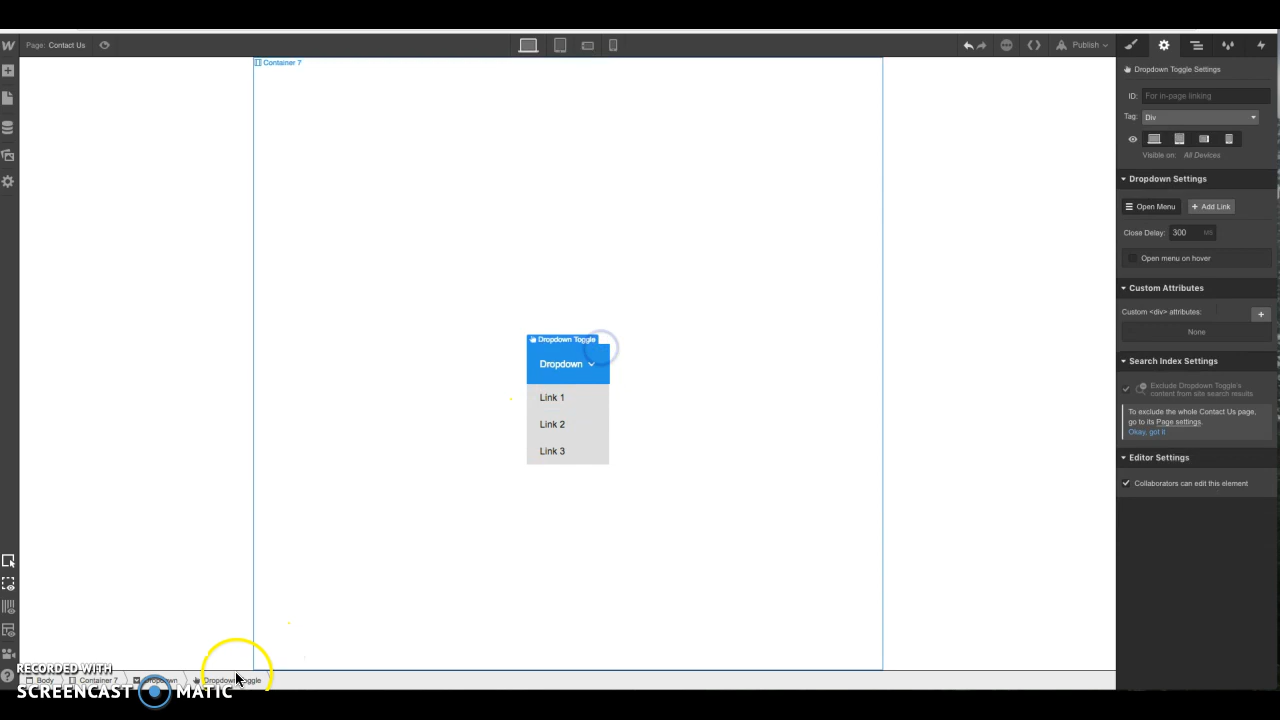 Page: Contact Us
Publish
Container 7
Dropdown Toggle Settings
ID: For in-page linking
Tag: Div
Visible on: All Devices
Dropdown Settings
Open Menu
Add Link
Close Delay: 300 MS
Open menu on hover
Custom Attributes
Custom <div> attributes:
None
Search Index Settings
Exclude Dropdown Toggle's
content from site search results
To exclude the whole Contact Us page,
go to its Page settings.
Okay, got it
Editor Settings
Collaborators can edit this element
Dropdown Toggle
Dropdown
Link 1
Link 2
Link 3
RECORDED WITH
Body Container 7 Dropdown Dropdown Toggle
SCREENCAST MATIC